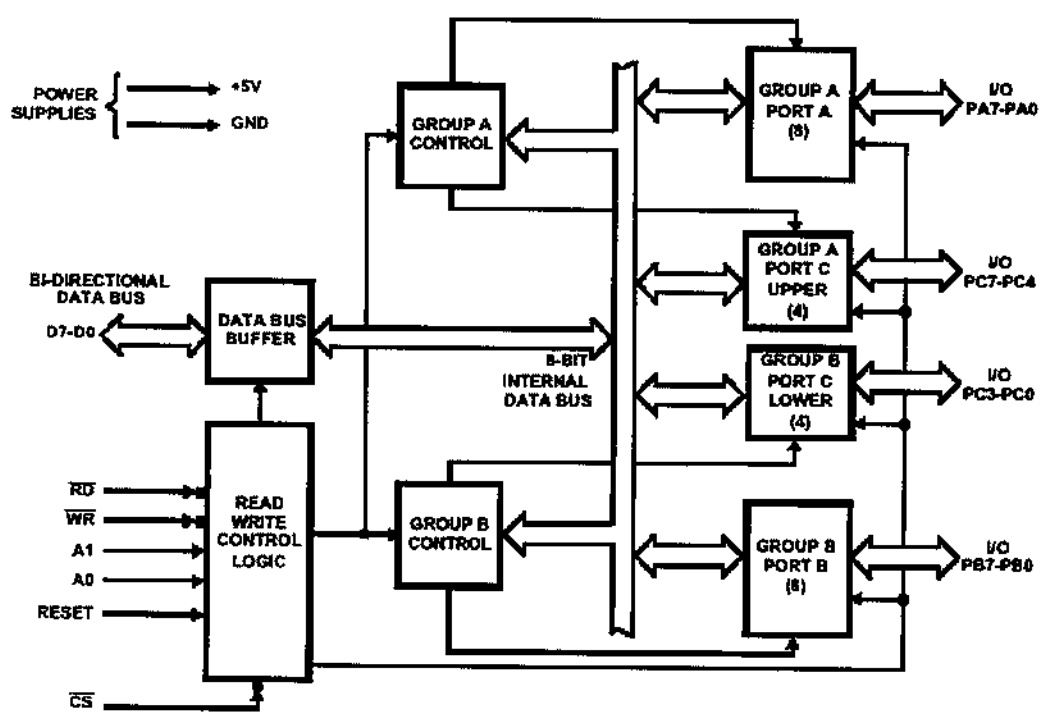 POWER
SUPPLIES
+5V
GND
GROUP A
CONTROL
GROUP A
PORT A
(8)
I/O
PA7-PA0
GROUP A
PORT C
UPPER
(4)
I/O
PC7-PC4
BI-DIRECTIONAL
DATA BUS
D7-D0
DATA BUS
BUFFER
8-BIT
INTERNAL
DATA BUS
GROUP B
PORT C
LOWER
(4)
I/O
PC3-PC0
RD
WR
A1
A0
RESET
CS
READ
WRITE
CONTROL
LOGIC
GROUP B
CONTROL
GROUP B
PORT B
(8)
I/O
PB7-PB0